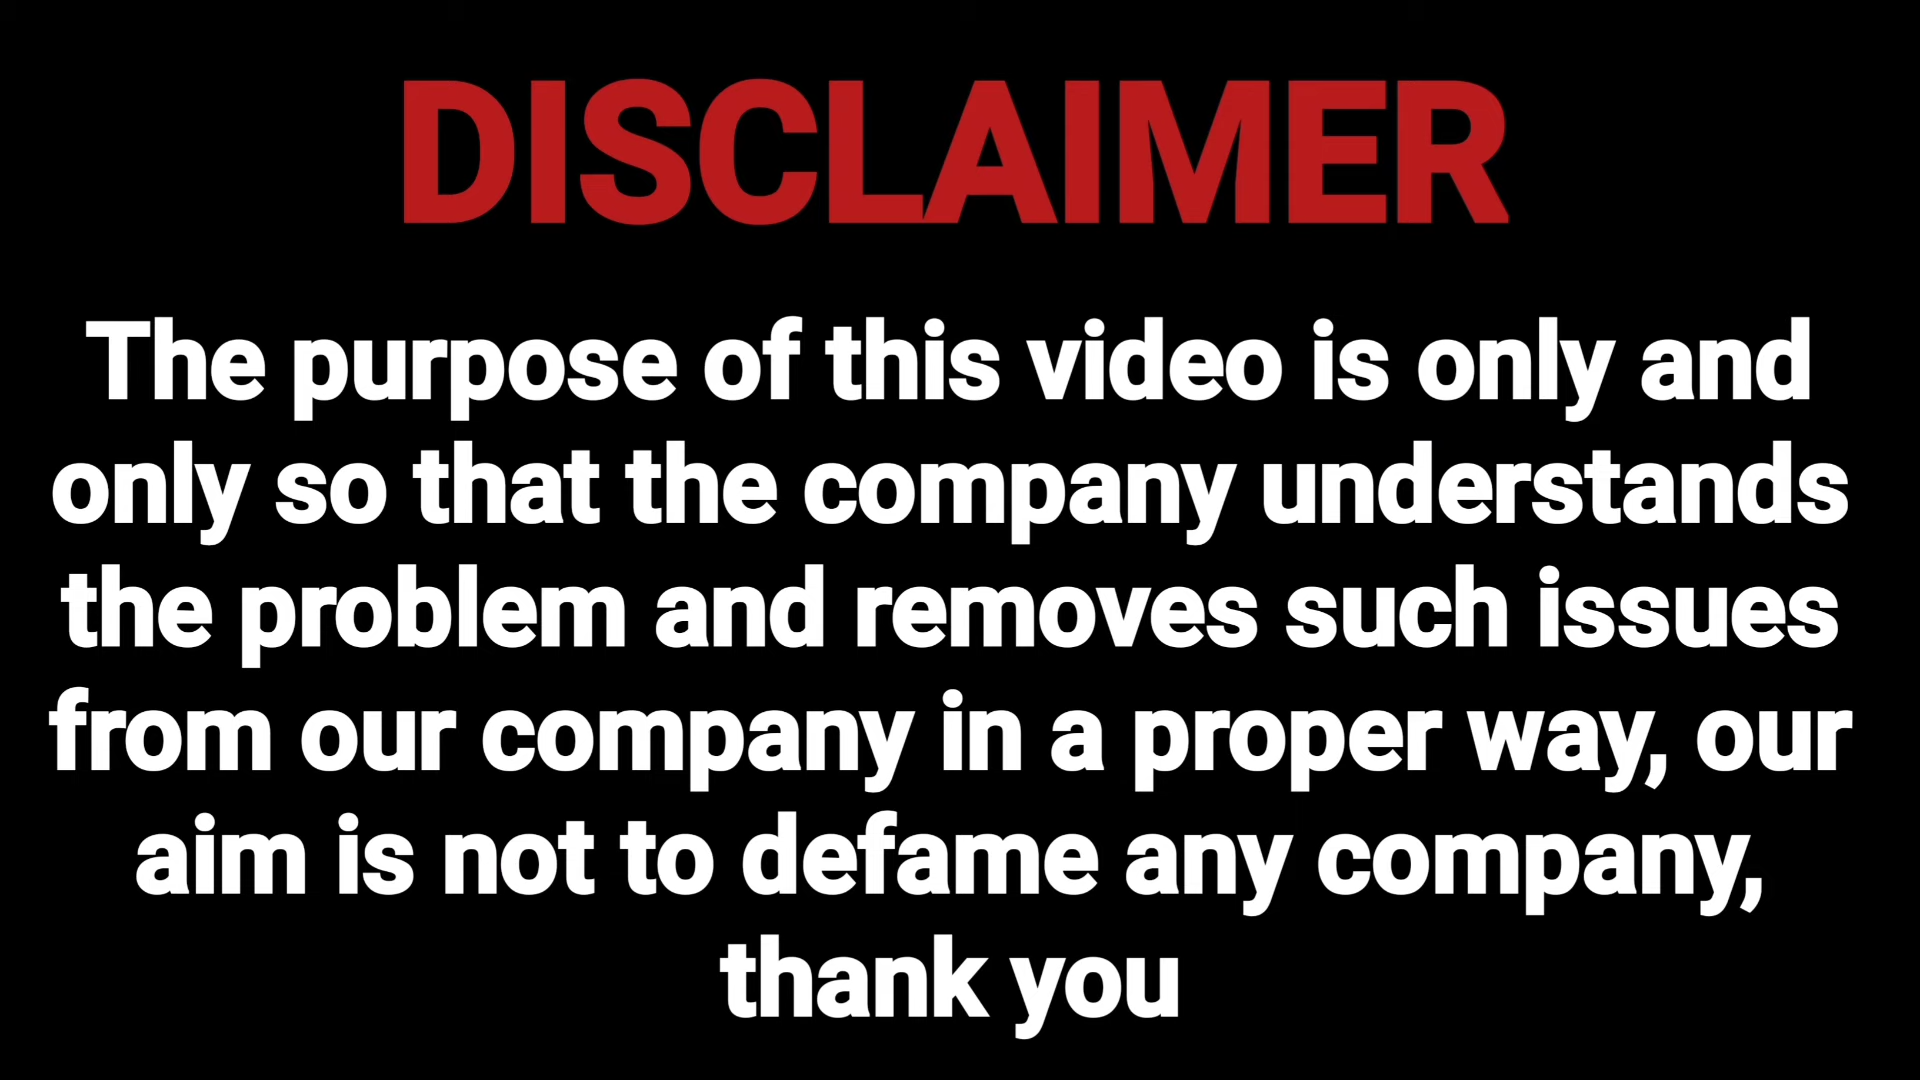 DISCLAIMER
The purpose of this video is only and
only so that the company understands
the problem and removes such issues
from our company in a proper way, our
aim is not to defame any company,
thank you